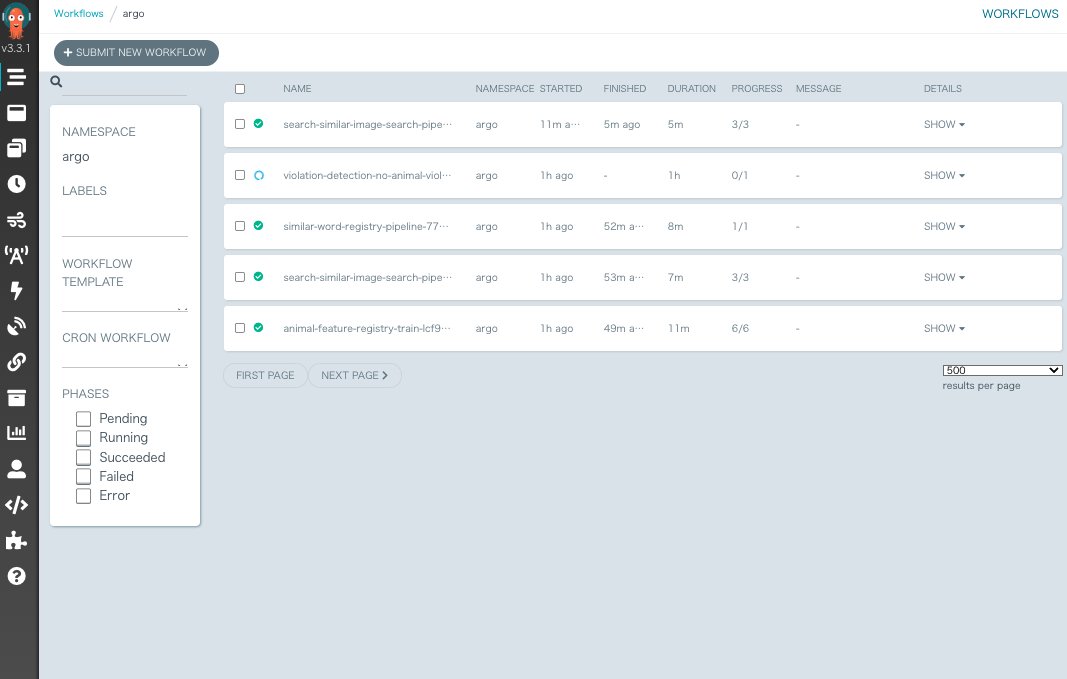 Workflows / argo
WORKFLOWS
v3.3.1
+ SUBMIT NEW WORKFLOW
NAMESPACE
argo
LABELS
WORKFLOW
TEMPLATE
CRON WORKFLOW
PHASES
Pending
Running
Succeeded
Failed
Error
NAME NAMESPACE STARTED FINISHED DURATION PROGRESS MESSAGE DETAILS
search-similar-image-search-pipe… argo 11m a… 5m ago 5m 3/3 - SHOW
violation-detection-no-animal-viol… argo 1h ago - 1h 0/1 - SHOW
similar-word-registry-pipeline-77… argo 1h ago 52m a… 8m 1/1 - SHOW
search-similar-image-search-pipe… argo 1h ago 53m a… 7m 3/3 - SHOW
animal-feature-registry-train-lcf9… argo 1h ago 49m a… 11m 6/6 - SHOW
FIRST PAGE NEXT PAGE
500
results per page